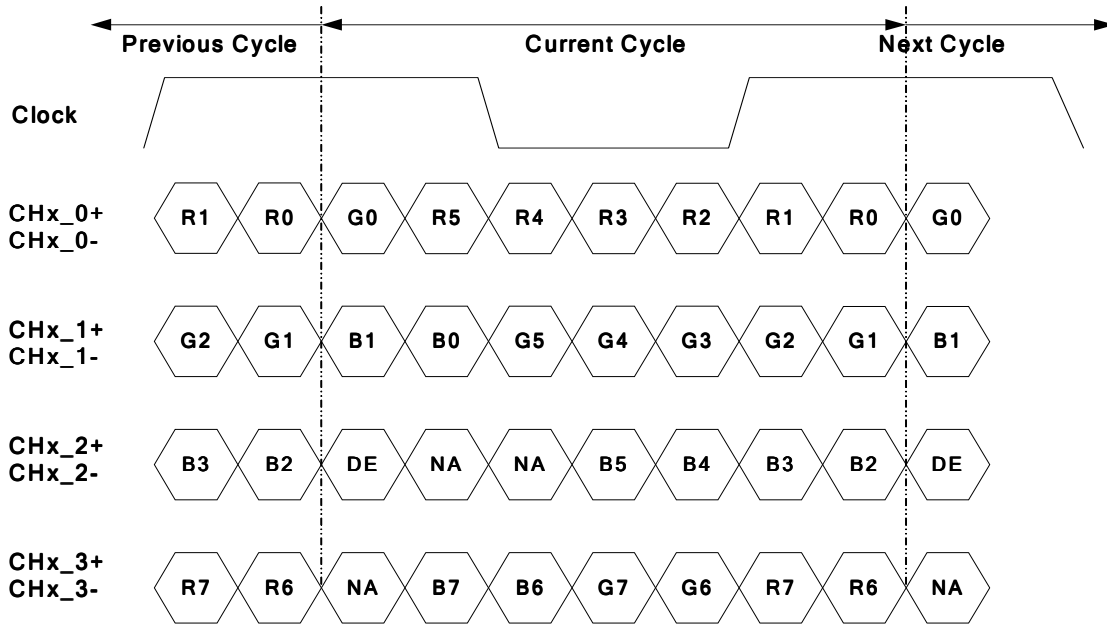 Previous Cycle Current Cycle Next Cycle
Clock
CHx_0+
CHx_0-
R1 R0 G0 R5 R4 R3 R2 R1 R0 G0
CHx_1+
CHx_1-
G2 G1 B1 B0 G5 G4 G3 G2 G1 B1
CHx_2+
CHx_2-
B3 B2 DE NA NA B5 B4 B3 B2 DE
CHx_3+
CHx_3-
R7 R6 NA B7 B6 G7 G6 R7 R6 NA